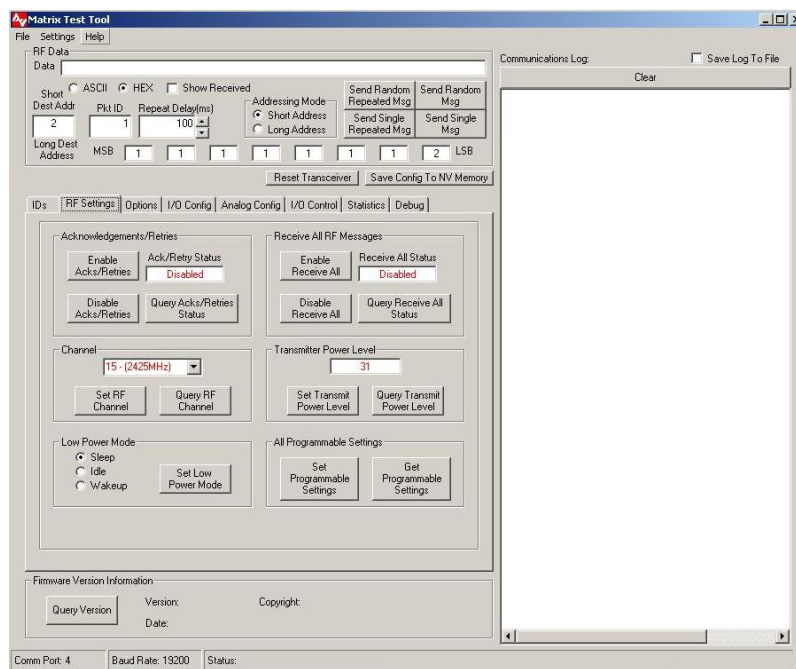 Matrix Test Tool
File Settings Help
RF Data
Data
ASCII HEX Show Received
Short Dest Addr
2
Pkt ID
1
Repeat Delay(ms)
100
Addressing Mode
Short Address
Long Address
Send Random Repeated Msg
Send Random Msg
Send Single Repeated Msg
Send Single Msg
Long Dest Address
MSB 1 1 1 1 1 1 1 2 LSB
Reset Transceiver Save Config To NV Memory
IDs RF Settings Options I/O Config Analog Config I/O Control Statistics Debug
Acknowledgements/Retries
Enable Acks/Retries
Ack/Retry Status
Disabled
Disable Acks/Retries
Query Acks/Retries Status
Receive All RF Messages
Enable Receive All
Receive All Status
Disabled
Disable Receive All
Query Receive All Status
Channel
15 - (2425MHz)
Set RF Channel
Query RF Channel
Transmitter Power Level
31
Set Transmit Power Level
Query Transmit Power Level
Low Power Mode
Sleep
Idle
Wakeup
Set Low Power Mode
All Programmable Settings
Set Programmable Settings
Get Programmable Settings
Firmware Version Information
Query Version
Version:
Copyright:
Date:
Communications Log:
Save Log To File
Clear
Comm Port: 4 Baud Rate: 19200 Status: